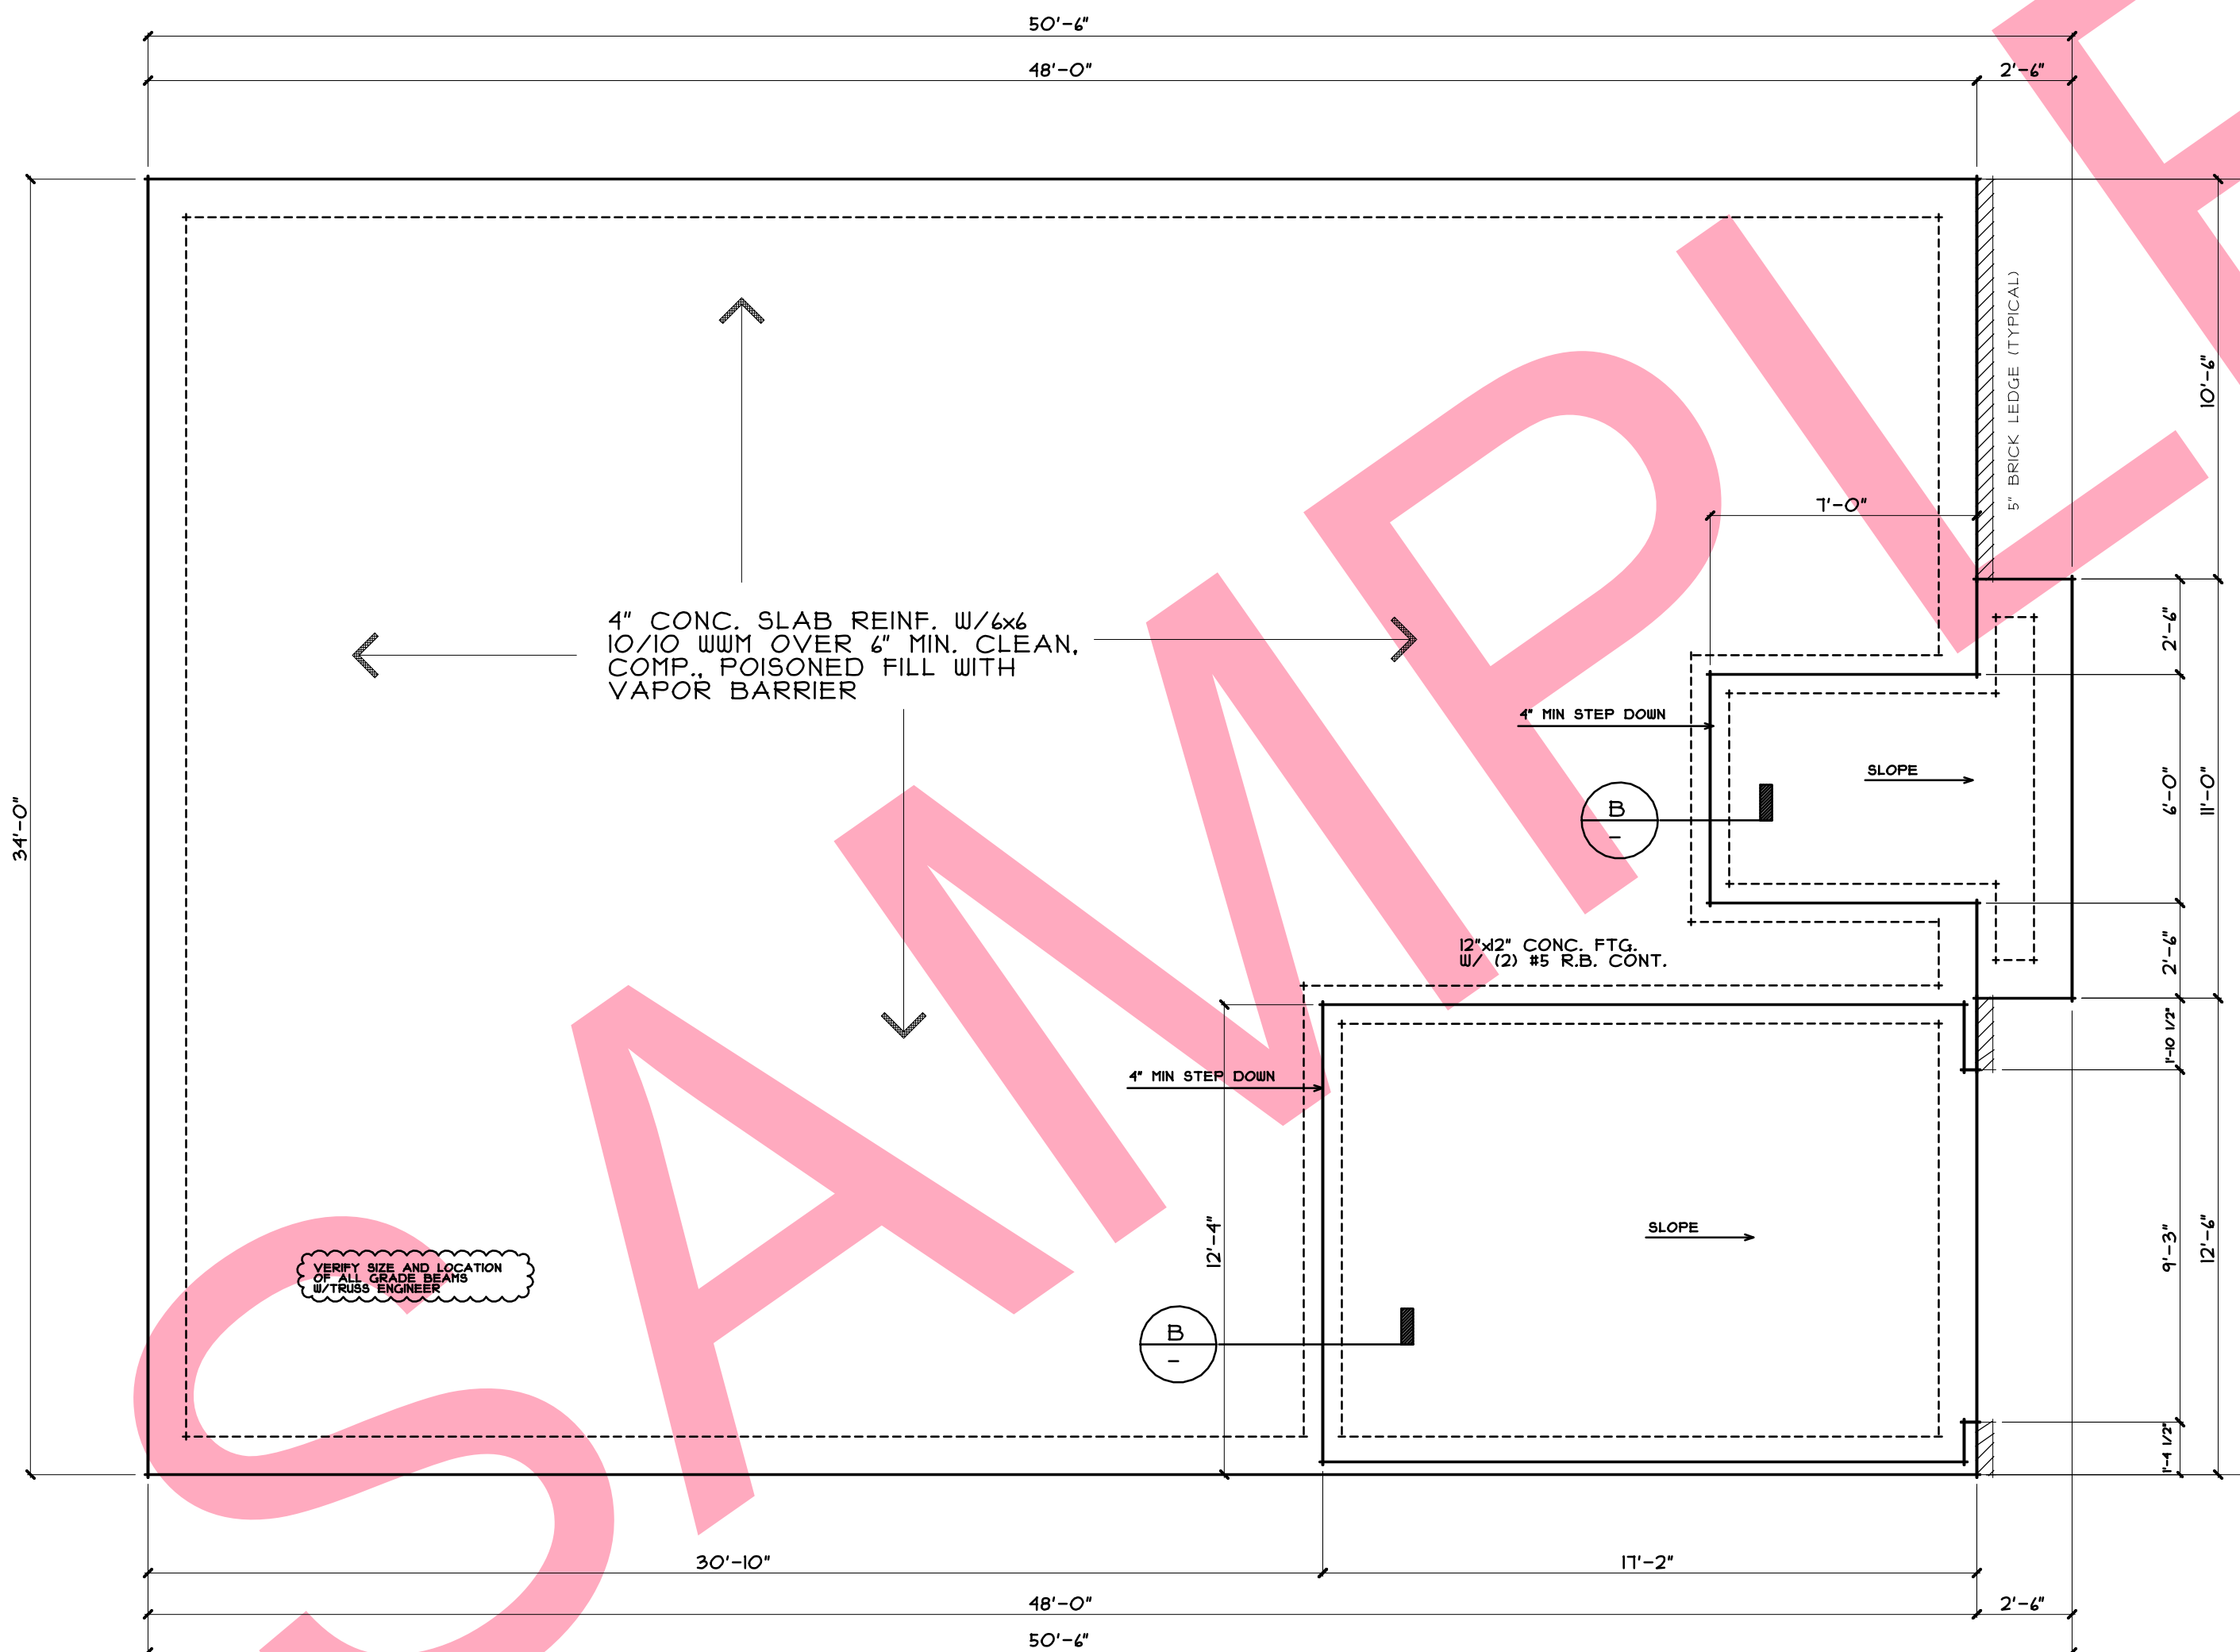 50'-6"
48'-0"
2'-6"
5" BRICK LEDGE (TYPICAL)
10'-6"
7'-0"
4" CONC. SLAB REINF. W/6x6
10/10 WWM OVER 6" MIN. CLEAN,
COMP., POISONED FILL WITH
VAPOR BARRIER
2'-6"
4" MIN STEP DOWN
SLOPE
34'-0"
B
-
6'-0"
11'-0"
12"x12" CONC. FTG.
W/ (2) #5 R.B. CONT.
2'-6"
1'-10 1/2"
4" MIN STEP DOWN
12'-4"
SLOPE
9'-3"
12'-6"
VERIFY SIZE AND LOCATION
OF ALL GRADE BEAMS
W/TRUSS ENGINEER
B
-
1'-4 1/2"
30'-10"
17'-2"
48'-0"
2'-6"
50'-6"
SAMPLE